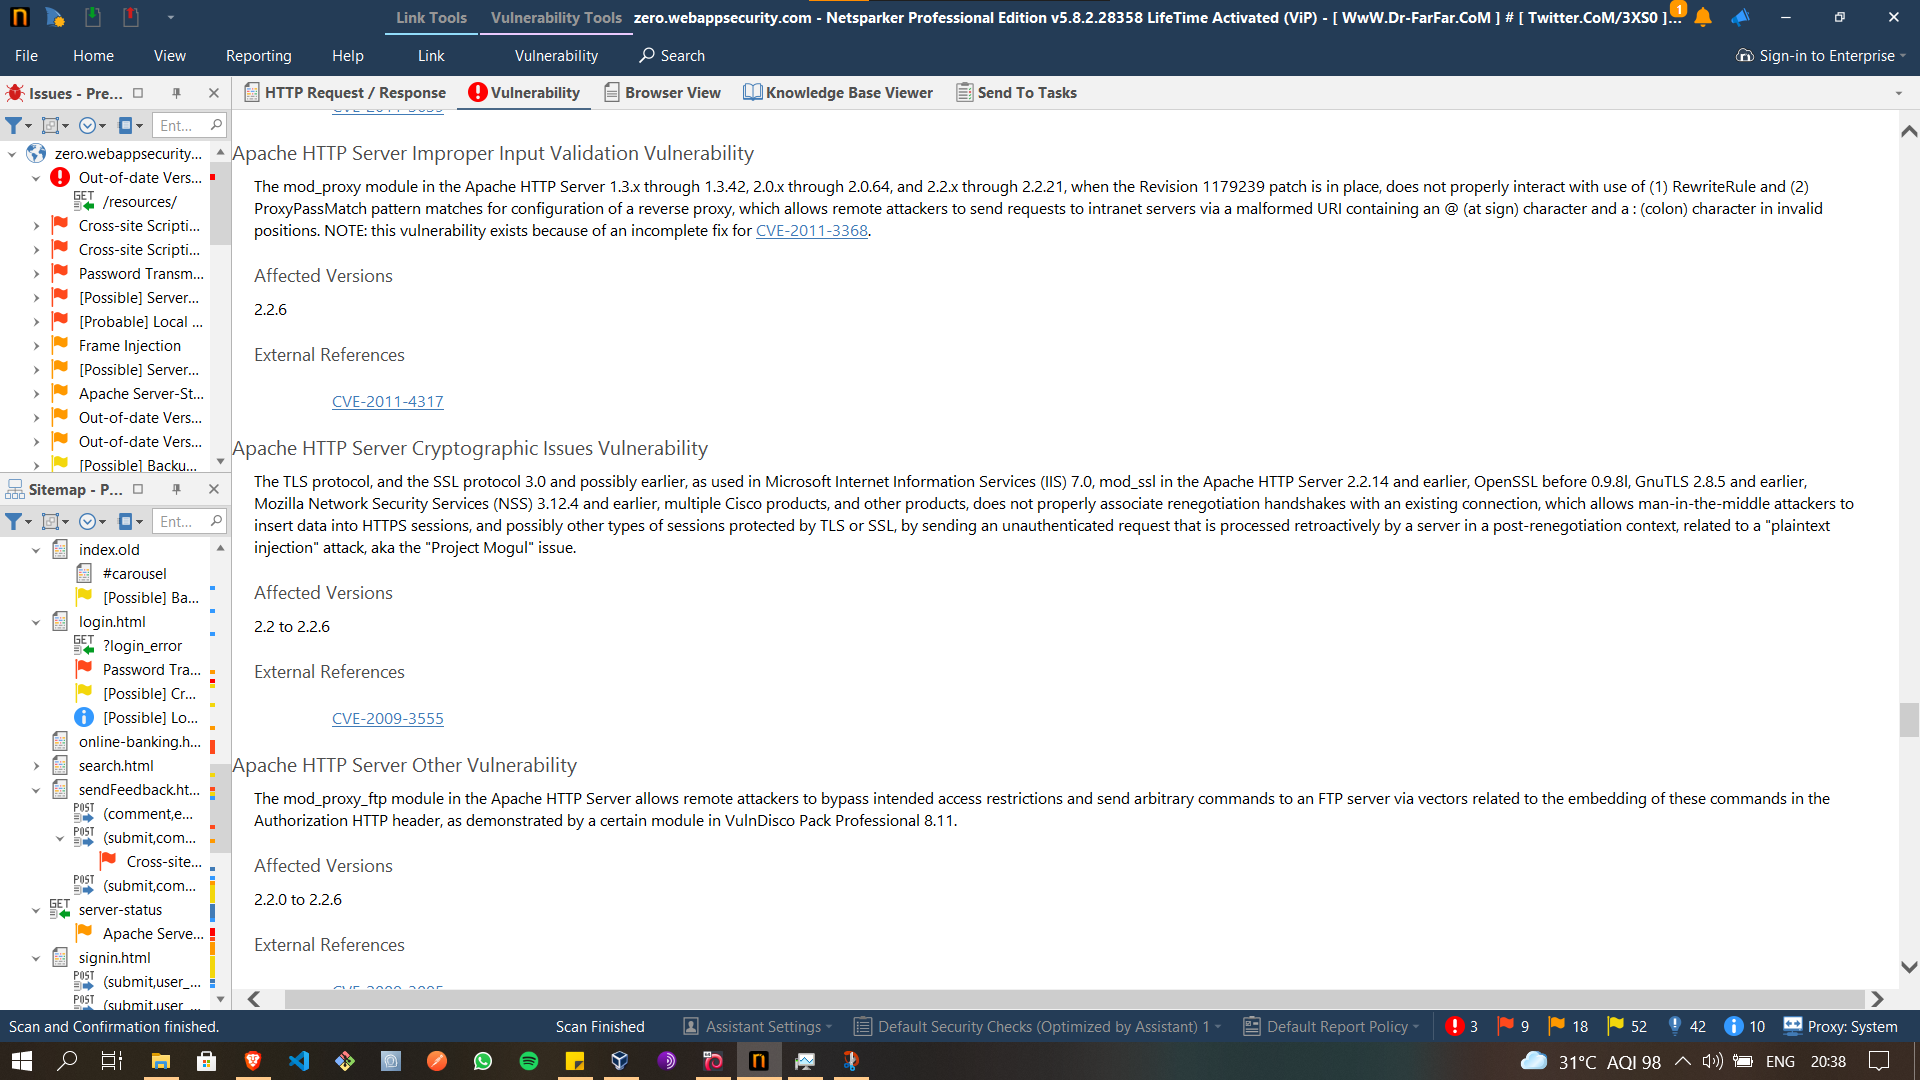 Link Tools
Vulnerability Tools
zero.webappsecurity.com - Netsparker Professional Edition v5.8.2.28358 LifeTime Activated (ViP) - [ WwW.Dr-FarFar.CoM ] # [ Twitter.CoM/3XS0 ]...
1
File
Home
View
Reporting
Help
Link
Vulnerability
Search
Sign-in to Enterprise
Issues - Pre...
Ent...
zero.webappsecurity...
Out-of-date Vers...
GET
/resources/
Cross-site Scripti...
Cross-site Scripti...
Password Transm...
[Possible] Server...
[Probable] Local ...
Frame Injection
[Possible] Server...
Apache Server-St...
Out-of-date Vers...
Out-of-date Vers...
[Possible] Backu...
Sitemap - P...
Ent...
index.old
#carousel
[Possible] Ba...
login.html
GET
?login_error
Password Tra...
[Possible] Cr...
[Possible] Lo...
online-banking.h...
search.html
sendFeedback.ht...
POST
(comment,e...
POST
(submit,com...
Cross-site...
POST
(submit,com...
GET
server-status
Apache Serve...
signin.html
POST
(submit,user_...
POST
(submit,user_...
HTTP Request / Response
Vulnerability
Browser View
Knowledge Base Viewer
Send To Tasks
Apache HTTP Server Improper Input Validation Vulnerability
The mod_proxy module in the Apache HTTP Server 1.3.x through 1.3.42, 2.0.x through 2.0.64, and 2.2.x through 2.2.21, when the Revision 1179239 patch is in place, does not properly interact with use of (1) RewriteRule and (2)
ProxyPassMatch pattern matches for configuration of a reverse proxy, which allows remote attackers to send requests to intranet servers via a malformed URI containing an @ (at sign) character and a : (colon) character in invalid
positions. NOTE: this vulnerability exists because of an incomplete fix for CVE-2011-3368.
Affected Versions
2.2.6
External References
CVE-2011-4317
Apache HTTP Server Cryptographic Issues Vulnerability
The TLS protocol, and the SSL protocol 3.0 and possibly earlier, as used in Microsoft Internet Information Services (IIS) 7.0, mod_ssl in the Apache HTTP Server 2.2.14 and earlier, OpenSSL before 0.9.8l, GnuTLS 2.8.5 and earlier,
Mozilla Network Security Services (NSS) 3.12.4 and earlier, multiple Cisco products, and other products, does not properly associate renegotiation handshakes with an existing connection, which allows man-in-the-middle attackers to
insert data into HTTPS sessions, and possibly other types of sessions protected by TLS or SSL, by sending an unauthenticated request that is processed retroactively by a server in a post-renegotiation context, related to a "plaintext
injection" attack, aka the "Project Mogul" issue.
Affected Versions
2.2 to 2.2.6
External References
CVE-2009-3555
Apache HTTP Server Other Vulnerability
The mod_proxy_ftp module in the Apache HTTP Server allows remote attackers to bypass intended access restrictions and send arbitrary commands to an FTP server via vectors related to the embedding of these commands in the
Authorization HTTP header, as demonstrated by a certain module in VulnDisco Pack Professional 8.11.
Affected Versions
2.2.0 to 2.2.6
External References
Scan and Confirmation finished.
Scan Finished
Assistant Settings
Default Security Checks (Optimized by Assistant) 1
Default Report Policy
3
9
18
52
42
10
Proxy: System
31°C AQI 98
ENG
20:38